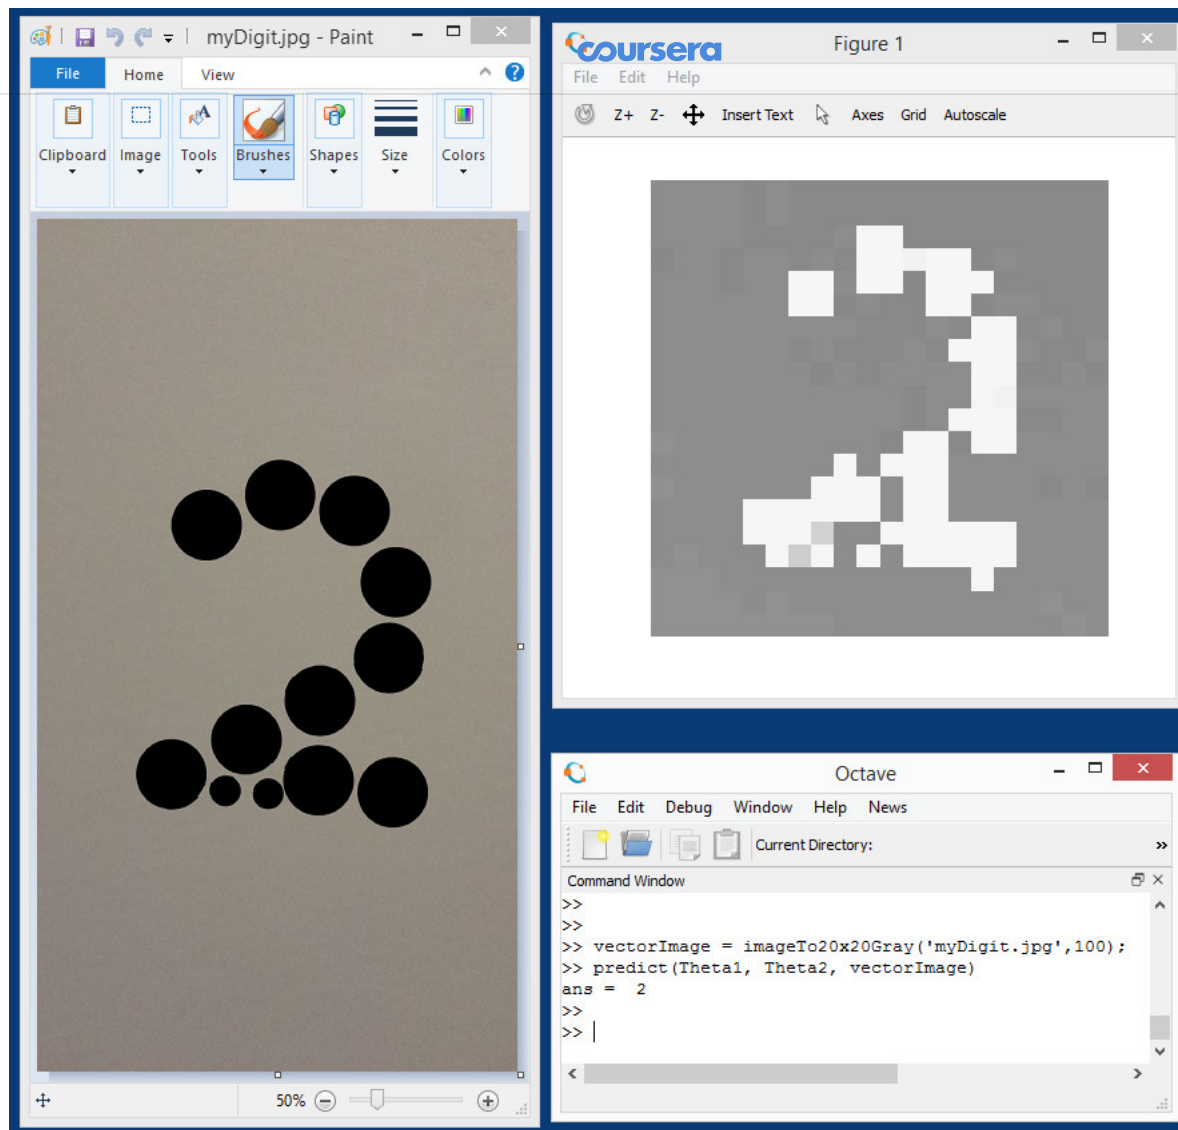 myDigit.jpg - Paint
File Home View
Clipboard Image Tools Brushes Shapes Size Colors
50%
coursera
Figure 1
File Edit Help
Z+ Z- Insert Text Axes Grid Autoscale
Octave
File Edit Debug Window Help News
Current Directory:
Command Window
>>
>>
>> vectorImage = imageTo20x20Gray('myDigit.jpg',100);
>> predict(Theta1, Theta2, vectorImage)
ans =  2
>>
>>